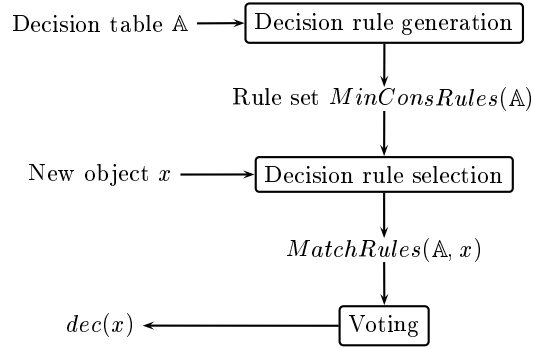 Decision table 𝔸
Decision rule generation
Rule set MinConsRules(𝔸)
New object x
Decision rule selection
MatchRules(𝔸, x)
dec(x)
Voting